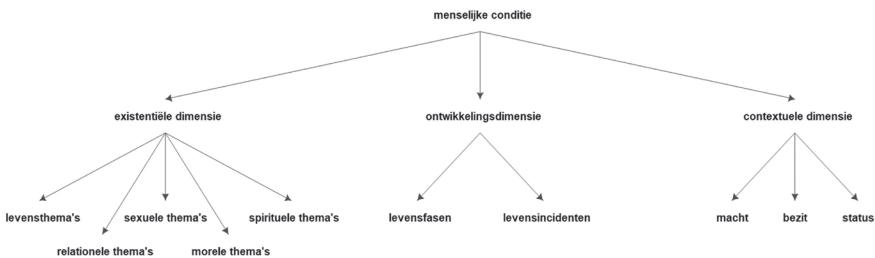 menselijke conditie
existentiële dimensie
ontwikkelingsdimensie
contextuele dimensie
levensthema's
sexuele thema's
spirituele thema's
levensfasen
levensincidenten
macht
bezit
status
relationele thema's
morele thema's